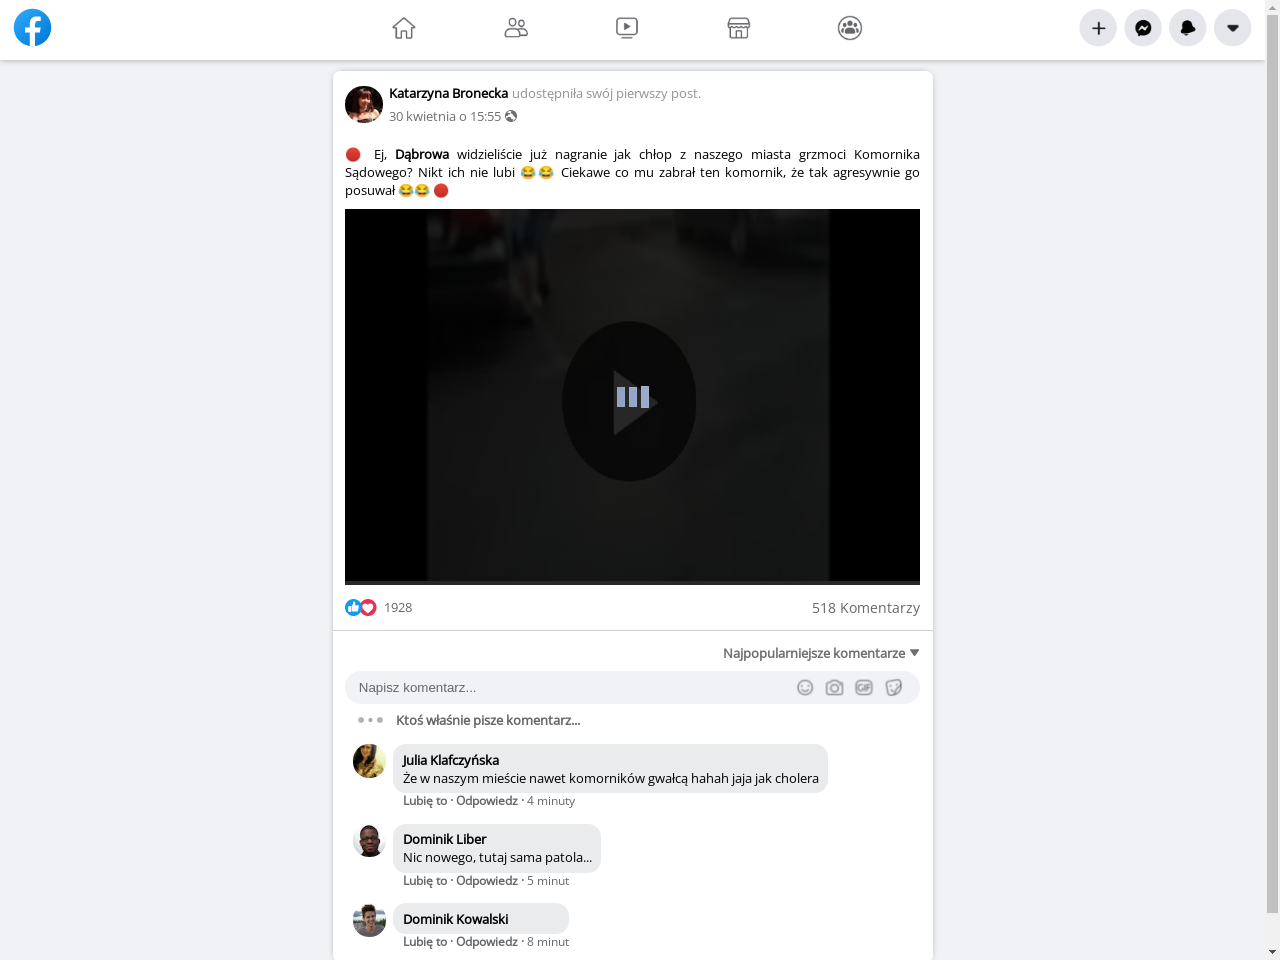 Katarzyna Bronecka udostępniła swój pierwszy post.
30 kwietnia o 15:55
🔴 Ej, Dąbrowa widzieliście już nagranie jak chłop z naszego miasta grzmoci Komornika
Sądowego? Nikt ich nie lubi 😂😂 Ciekawe co mu zabrał ten komornik, że tak agresywnie go
posuwał 😂😂 🔴
1928
518 Komentarzy
Najpopularniejsze komentarze
Napisz komentarz...
GIF
Ktoś właśnie pisze komentarz...
Julia Klafczyńska
Że w naszym mieście nawet komorników gwałcą hahah jaja jak cholera
Lubię to · Odpowiedz · 4 minuty
Dominik Liber
Nic nowego, tutaj sama patola...
Lubię to · Odpowiedz · 5 minut
Dominik Kowalski
Lubię to · Odpowiedz · 8 minut